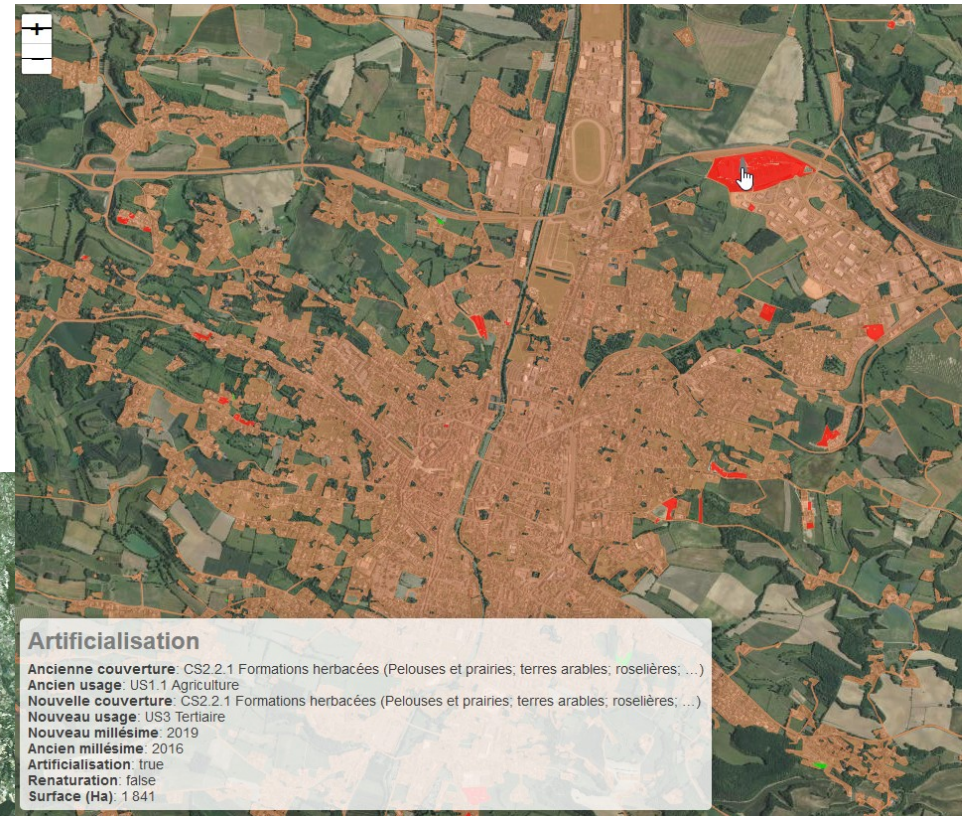 +
−
Artificialisation
Ancienne couverture: CS2.2.1 Formations herbacées (Pelouses et prairies; terres arables; roselières; ...)
Ancien usage: US1.1 Agriculture
Nouvelle couverture: CS2.2.1 Formations herbacées (Pelouses et prairies; terres arables; roselières; ...)
Nouveau usage: US3 Tertiaire
Nouveau millésime: 2019
Ancien millésime: 2016
Artificialisation: true
Renaturation: false
Surface (Ha): 1 841